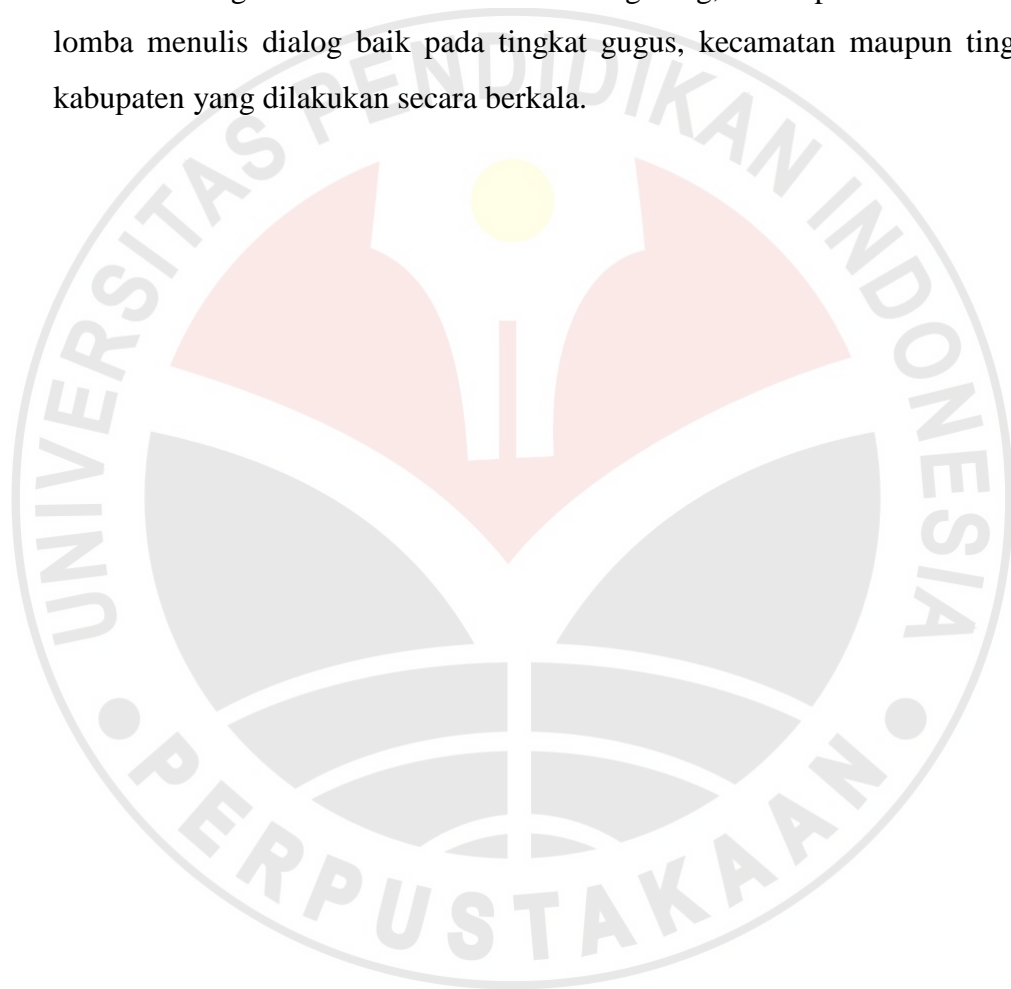 lomba menulis dialog baik pada tingkat gugus, kecamatan maupun ting
kabupaten yang dilakukan secara berkala.
UNIVERSITAS PENDIDIKAN INDONESIA
PERPUSTAKAAN